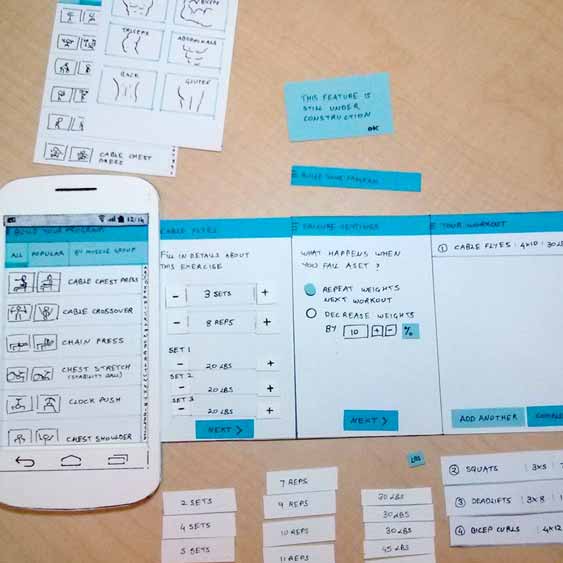 BICEPS
TRICEPS
ABDOMINALS
BACK
GLUTES
CABLE CHEST
PRESS
THIS FEATURE IS
STILL UNDER
CONSTRUCTION
OK
BUILD YOUR PROGRAM
12/14
BUILD YOUR PROGRAM
ALL
POPULAR
BY MUSCLE GROUP
CABLE CHEST PRESS
CABLE CROSSOVER
CHAIN PRESS
CHEST STRETCH
(STABILITY BALL)
CLOCK PUSH
CHEST SHOULDER
CABLE FLYES
FILL IN DETAILS ABOUT
THIS EXERCISE
- 3 SETS +
- 8 REPS +
SET 1
- 20 LBS +
SET 2
- 20 LBS +
SET 3
- 20 LBS +
NEXT >
FAILURE SETTINGS
WHAT HAPPENS WHEN
YOU FAIL A SET ?
REPEAT WEIGHTS
NEXT WORKOUT
DECREASE WEIGHTS
BY 10 + - %
NEXT >
YOUR WORKOUT
1 CABLE FLYES : 4X10 : 30LB
ADD ANOTHER
COMPLE
LBS
2 SETS
4 SETS
5 SETS
7 REPS
9 REPS
10 REPS
11 REPS
30 LBS
30 LBS
30 LBS
45 LBS
2 SQUATS | 3X5 |
3 DEADLIFTS | 3X8 | 1
4 BICEP CURLS | 4X12